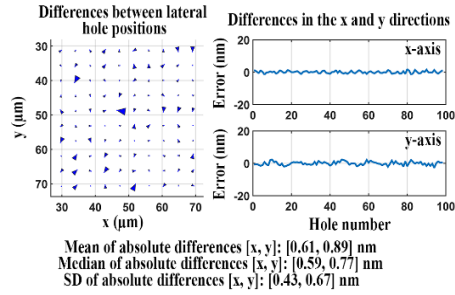 Differences between lateral
hole positions
30
40
50
60
70
y (μm)
30 40 50 60 70
x (μm)
Differences in the x and y directions
20
0
-20
Error (nm)
x-axis
0 20 40 60 80 100
20
0
-20
Error (nm)
y-axis
0 20 40 60 80 100
Hole number
Mean of absolute differences [x, y]: [0.61, 0.89] nm
Median of absolute differences [x, y]: [0.59, 0.77] nm
SD of absolute differences [x, y]: [0.43, 0.67] nm